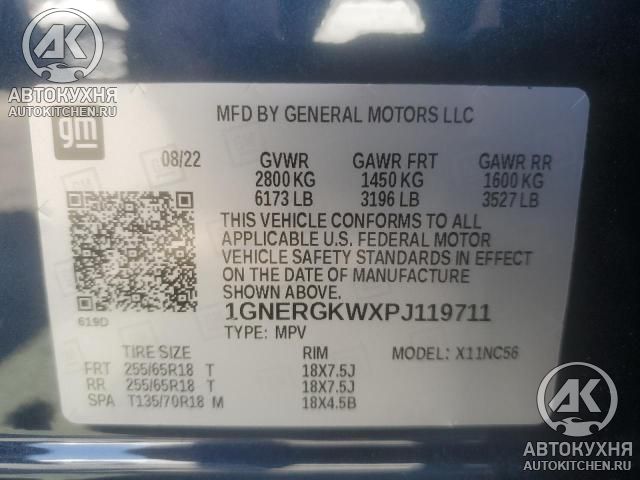 АК
АВТОКУХНЯ
AUTOKITCHEN.RU
gm
MFD BY GENERAL MOTORS LLC
08/22 GVWR GAWR FRT GAWR RR
2800 KG 1450 KG 1600 KG
6173 LB 3196 LB 3527 LB
THIS VEHICLE CONFORMS TO ALL
APPLICABLE U.S. FEDERAL MOTOR
VEHICLE SAFETY STANDARDS IN EFFECT
ON THE DATE OF MANUFACTURE
SHOWN ABOVE.
619D
1GNERGKWXPJ119711
TYPE: MPV
TIRE SIZE RIM MODEL: X11NC56
FRT 255/65R18 T 18X7.5J
RR 255/65R18 T 18X7.5J
SPA T135/70R18 M 18X4.5B
АК
АВТОКУХНЯ
AUTOKITCHEN.RU